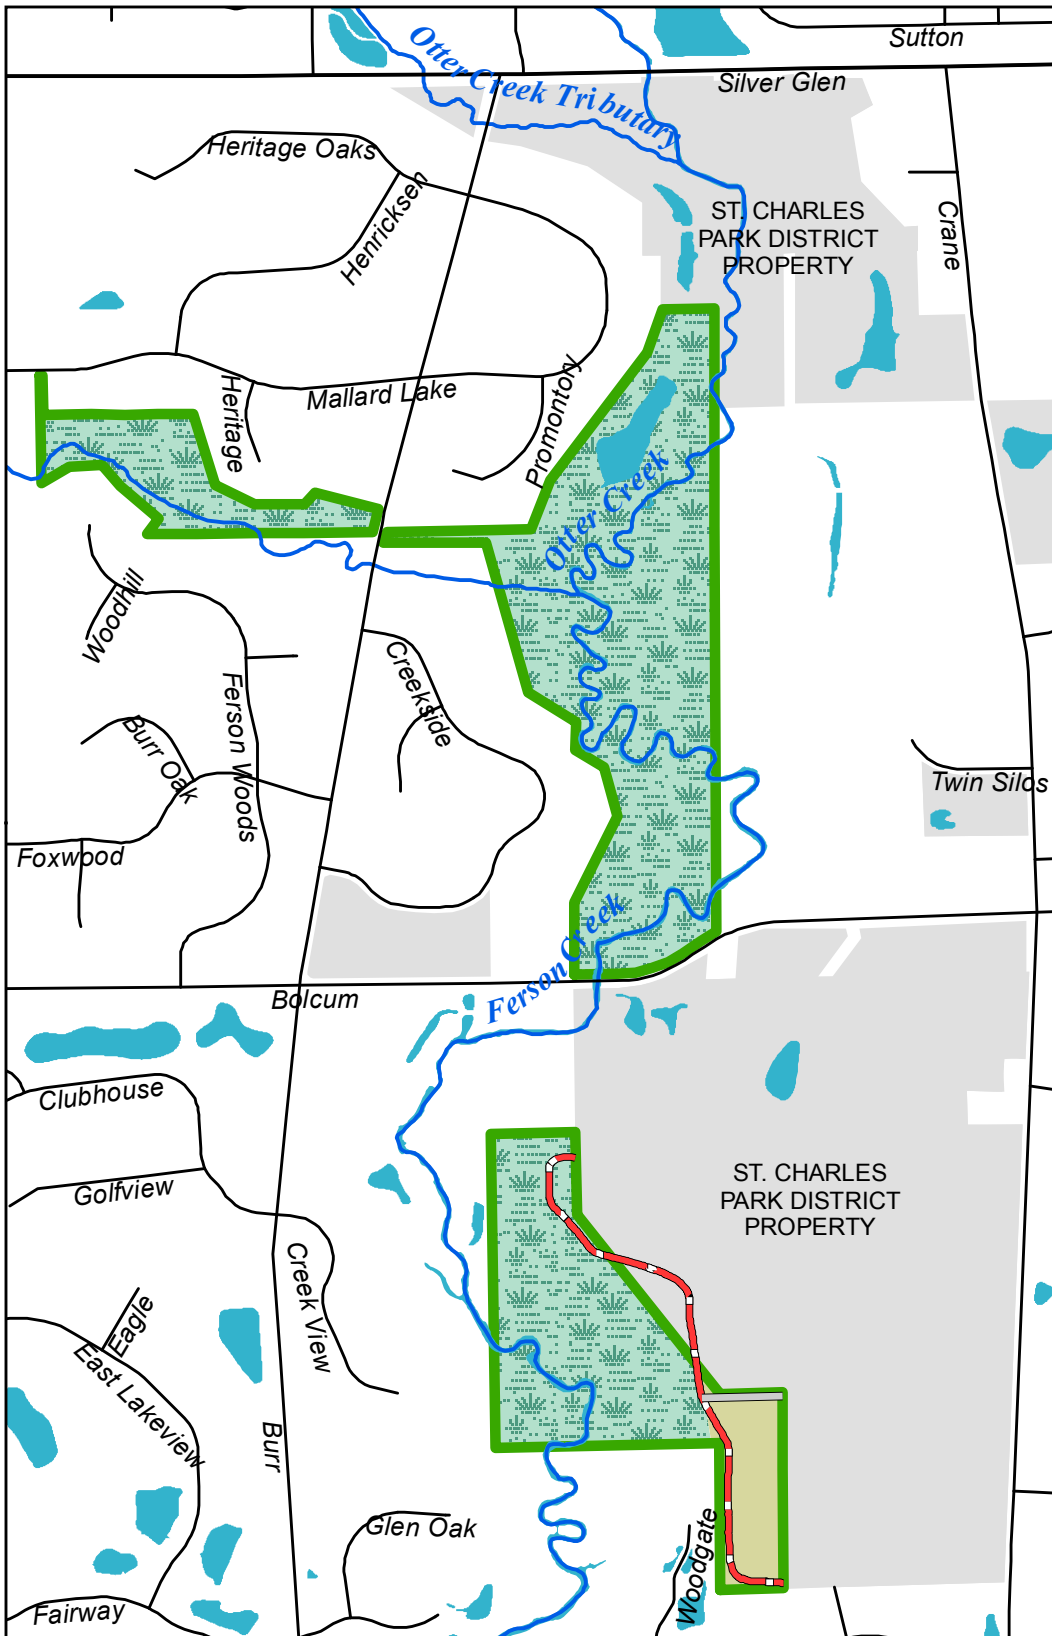 Sutton
Silver Glen
Otter Creek Tributary
Heritage Oaks
Henricksen
ST. CHARLES
PARK DISTRICT
PROPERTY
Crane
Heritage
Mallard Lake
Promontory
Otter Creek
Woodhill
Creekside
Ferson Woods
Burr Oak
Twin Silos
Foxwood
Ferson Creek
Bolcum
Clubhouse
Golfview
ST. CHARLES
PARK DISTRICT
PROPERTY
Creek View
Eagle
East Lakeview
Burr
Glen Oak
Woodgate
Fairway